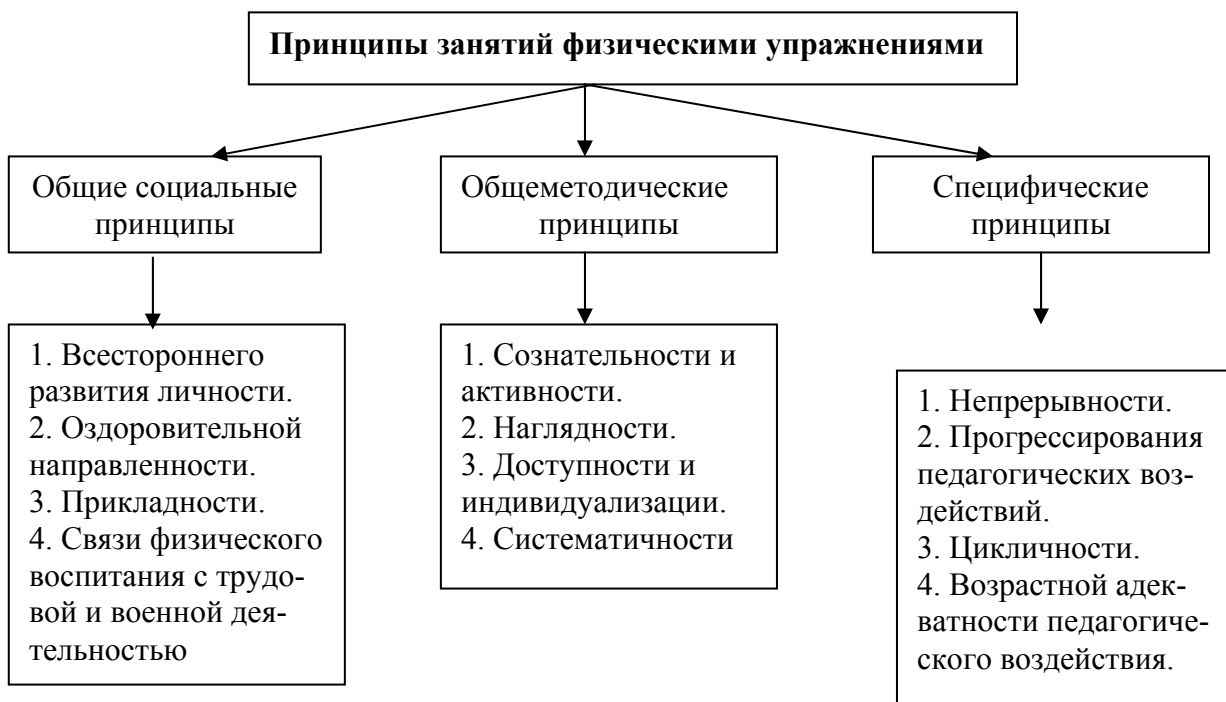 Принципы занятий физическими упражнениями
Общие социальные
принципы
Общеметодические
принципы
Специфические
принципы
1. Всестороннего
развития личности.
2. Оздоровительной
направленности.
3. Прикладности.
4. Связи физического
воспитания с трудо-
вой и военной дея-
тельностью
1. Сознательности и
активности.
2. Наглядности.
3. Доступности и
индивидуализации.
4. Систематичности
1. Непрерывности.
2. Прогрессирования
педагогических воз-
действий.
3. Цикличности.
4. Возрастной адек-
ватности педагогиче-
ского воздействия.